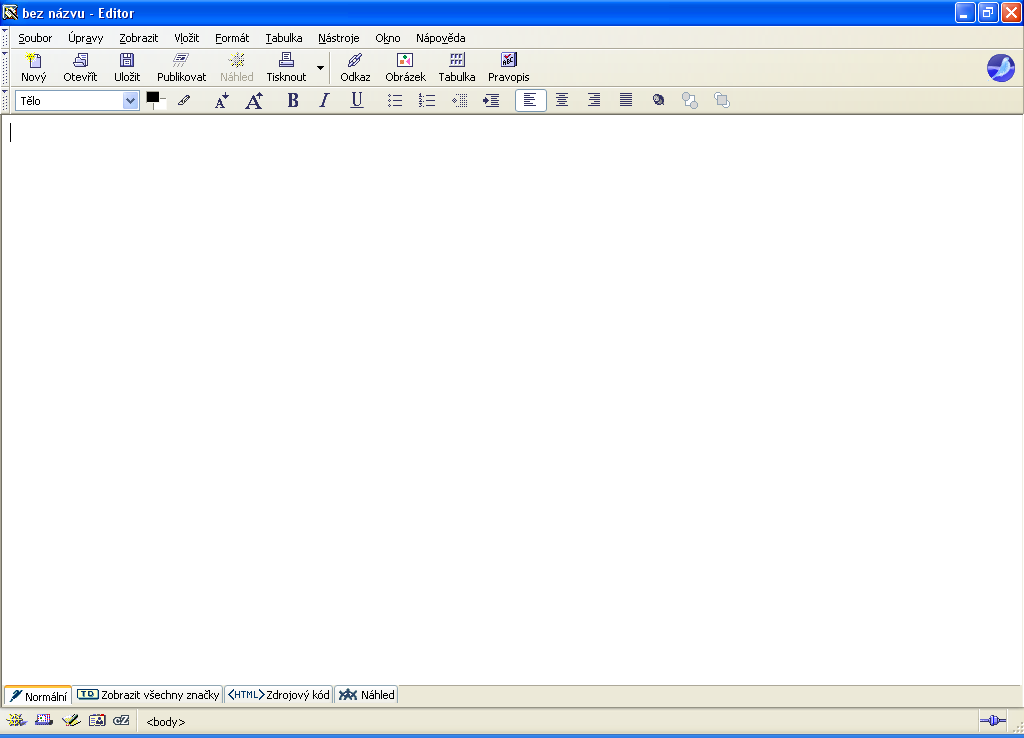 bez názvu - Editor
Soubor Úpravy Zobrazit Vložit Formát Tabulka Nástroje Okno Nápověda
Nový Otevřít Uložit Publikovat Náhled Tisknout Odkaz Obrázek Tabulka Pravopis
Tělo A A B I U
Normální TD Zobrazit všechny značky <HTML> Zdrojový kód Náhled
<body>